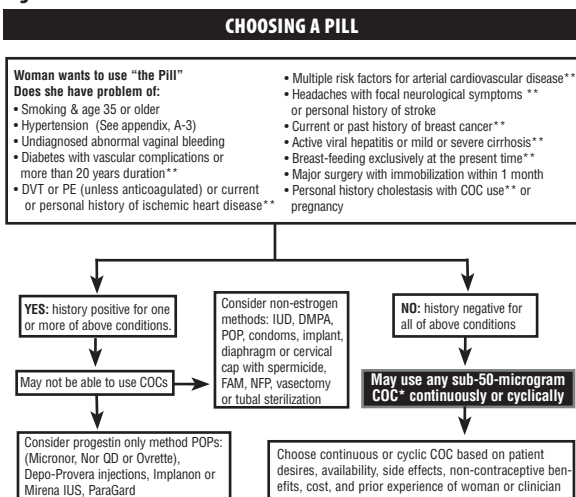 CHOOSING A PILL
Woman wants to use “the Pill”
Does she have problem of:
• Smoking & age 35 or older
• Hypertension (See appendix, A-3)
• Undiagnosed abnormal vaginal bleeding
• Diabetes with vascular complications or
more than 20 years duration**
• DVT or PE (unless anticoagulated) or current
or personal history of ischemic heart disease**
• Multiple risk factors for arterial cardiovascular disease**
• Headaches with focal neurological symptoms **
or personal history of stroke
• Current or past history of breast cancer**
• Active viral hepatitis or mild or severe cirrhosis**
• Breast-feeding exclusively at the present time**
• Major surgery with immobilization within 1 month
• Personal history cholestasis with COC use** or
pregnancy
YES: history positive for one
or more of above conditions.
May not be able to use COCs
Consider non-estrogen
methods: IUD, DMPA,
POP, condoms, implant,
diaphragm or cervical
cap with spermicide,
FAM, NFP, vasectomy
or tubal sterilization
NO: history negative for
all of above conditions
May use any sub-50-microgram
COC* continuously or cyclically
Consider progestin only method POPs:
(Micronor, Nor QD or Ovrette),
Depo-Provera injections, Implanon or
Mirena IUS, ParaGard
Choose continuous or cyclic COC based on patient
desires, availability, side effects, non-contraceptive ben-
efits, cost, and prior experience of woman or clinician